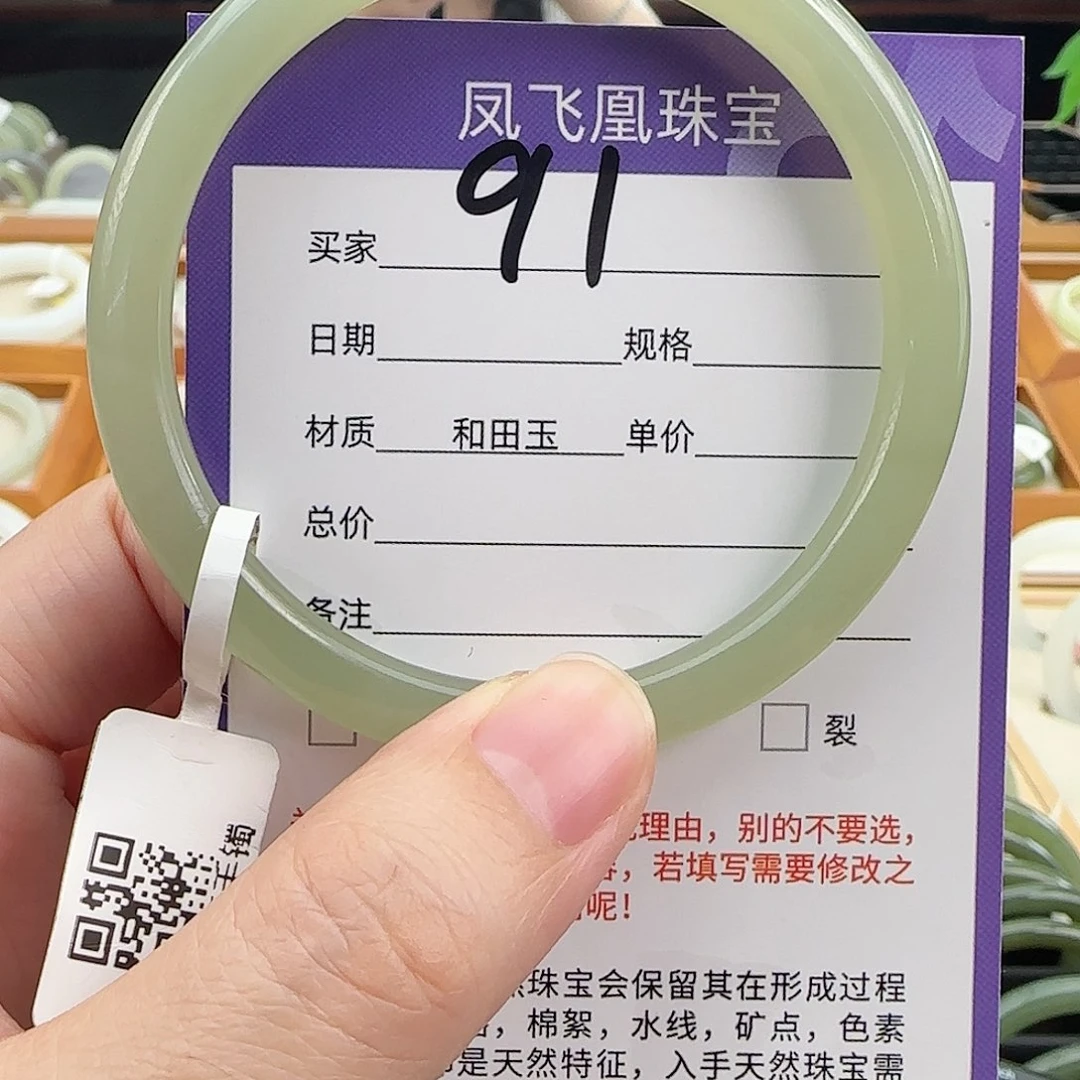 凤飞凰珠宝
91
买家
日期 规格
材质 和田玉 单价
总价
备注
裂
理由，别的不要选，
，若填写需要修改之
呢！
手镯
珠宝会保留其在形成过程
，棉絮，水线，矿点，色素
是天然特征，入手天然珠宝需